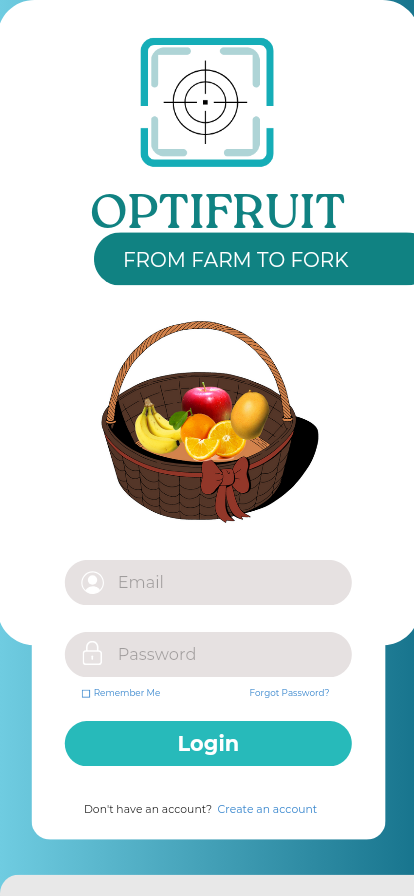 OPTIFRUIT
FROM FARM TO FORK
Email
Password
Remember Me Forgot Password?
Login
Don't have an account? Create an account